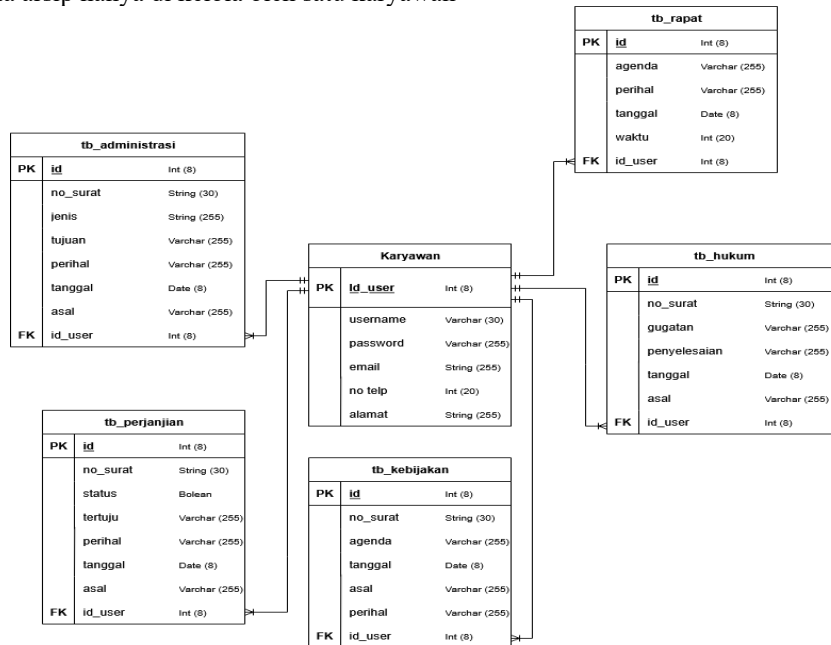 arsip hanya di kelola oleh satu karyawan
tb_rapat
PK id Int (8)
agenda Varchar (255)
perihal Varchar (255)
tanggal Date (8)
waktu Int (20)
FK id_user Int (8)
tb_administrasi
PK id Int (8)
no_surat String (30)
jenis String (255)
tujuan Varchar (255)
perihal Varchar (255)
tanggal Date (8)
asal Varchar (255)
FK id_user Int (8)
Karyawan
PK Id_user Int (8)
username Varchar (30)
password Varchar (255)
email String (255)
no telp Int (20)
alamat String (255)
tb_hukum
PK id Int (8)
no_surat String (30)
gugatan Varchar (255)
penyelesaian Varchar (255)
tanggal Date (8)
asal Varchar (255)
FK id_user Int (8)
tb_perjanjian
PK id Int (8)
no_surat String (30)
status Bolean
tertuju Varchar (255)
perihal Varchar (255)
tanggal Date (8)
asal Varchar (255)
FK id_user Int (8)
tb_kebijakan
PK id Int (8)
no_surat String (30)
agenda Varchar (255)
tanggal Date (8)
asal Varchar (255)
perihal Varchar (255)
FK id_user Int (8)